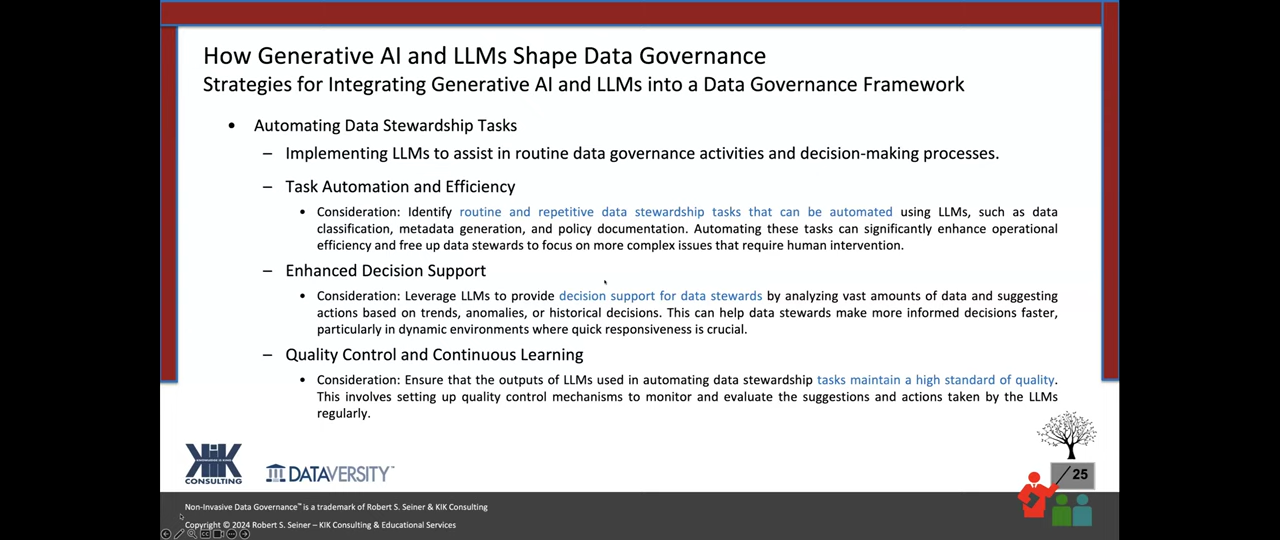 How Generative AI and LLMs Shape Data Governance
Strategies for Integrating Generative AI and LLMs into a Data Governance Framework
• Automating Data Stewardship Tasks
– Implementing LLMs to assist in routine data governance activities and decision-making processes.
– Task Automation and Efficiency
• Consideration: Identify routine and repetitive data stewardship tasks that can be automated using LLMs, such as data
classification, metadata generation, and policy documentation. Automating these tasks can significantly enhance operational
efficiency and free up data stewards to focus on more complex issues that require human intervention.
– Enhanced Decision Support
• Consideration: Leverage LLMs to provide decision support for data stewards by analyzing vast amounts of data and suggesting
actions based on trends, anomalies, or historical decisions. This can help data stewards make more informed decisions faster,
particularly in dynamic environments where quick responsiveness is crucial.
– Quality Control and Continuous Learning
• Consideration: Ensure that the outputs of LLMs used in automating data stewardship tasks maintain a high standard of quality.
This involves setting up quality control mechanisms to monitor and evaluate the suggestions and actions taken by the LLMs
regularly.
KIK
CONSULTING
DATAVERSITY™
25
Non-Invasive Data Governance™ is a trademark of Robert S. Seiner & KIK Consulting
Copyright © 2024 Robert S. Seiner – KIK Consulting & Educational Services